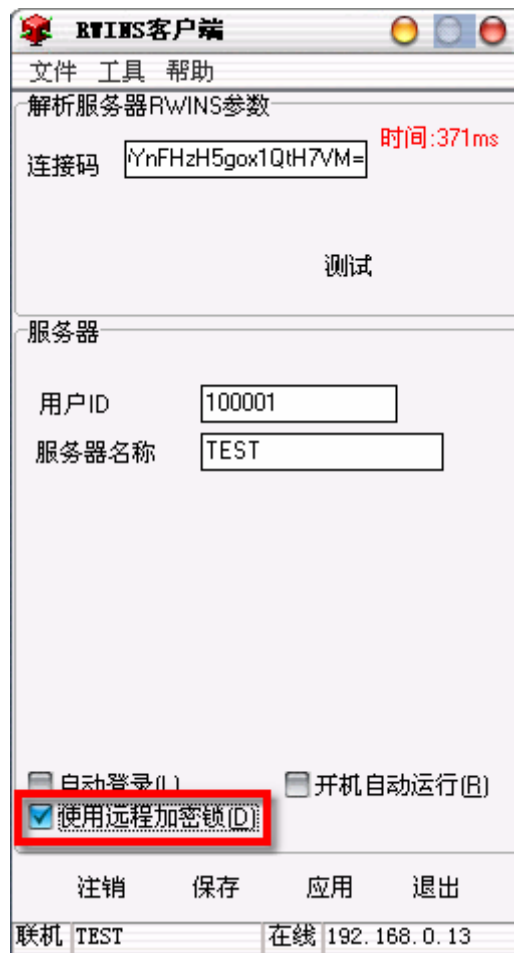 RWINS客户端
文件 工具 帮助
解析服务器RWINS参数
时间:371ms
连接码 YnFHzH5gox1QtH7VM=
测试
服务器
用户ID 100001
服务器名称 TEST
自动登录(L) 开机自动运行(R)
使用远程加密锁(D)
注销 保存 应用 退出
联机 TEST 在线 192.168.0.13